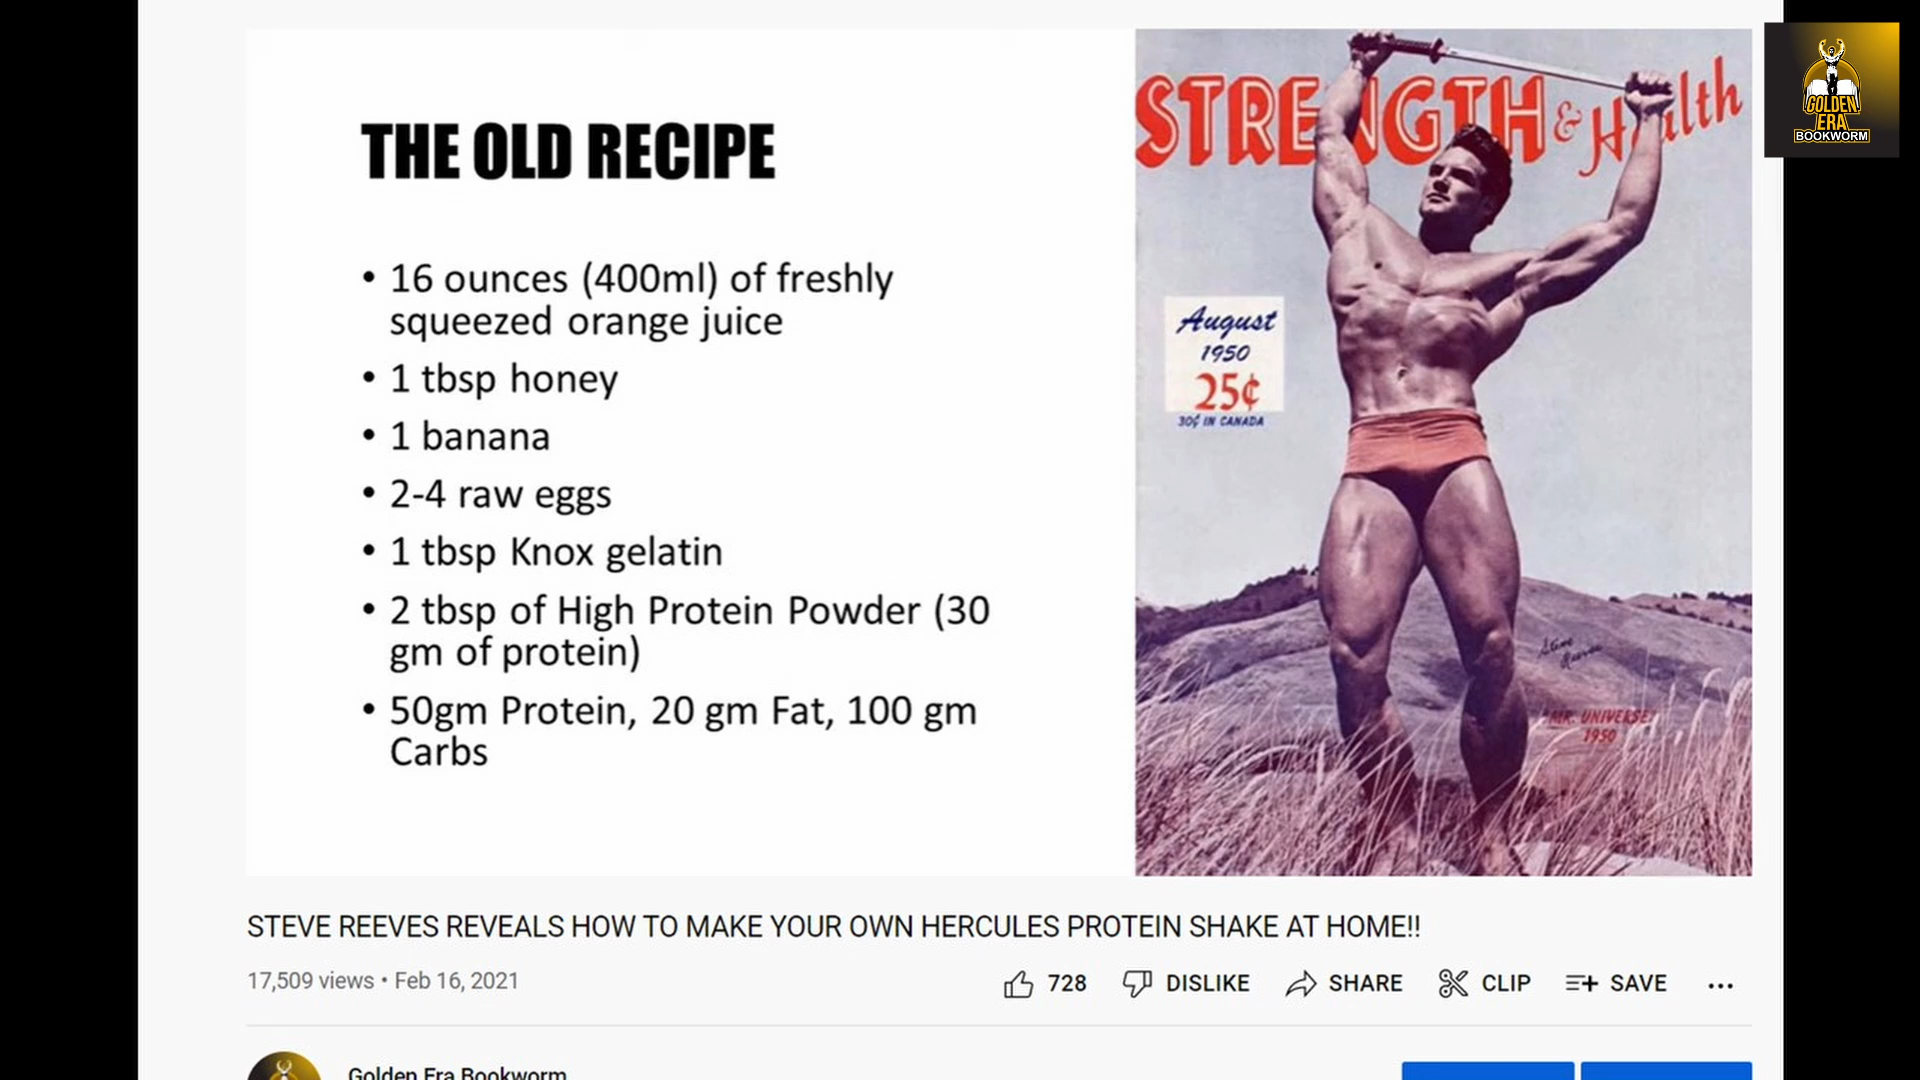 THE OLD RECIPE
• 16 ounces (400ml) of freshly
squeezed orange juice
• 1 tbsp honey
• 1 banana
• 2-4 raw eggs
• 1 tbsp Knox gelatin
• 2 tbsp of High Protein Powder (30
gm of protein)
• 50gm Protein, 20 gm Fat, 100 gm
Carbs
STRENGTH & Health
August
1950
25¢
30¢ IN CANADA
Steve
Reeves
MR. UNIVERSE
1950
GOLDEN
ERA
BOOKWORM
STEVE REEVES REVEALS HOW TO MAKE YOUR OWN HERCULES PROTEIN SHAKE AT HOME!!
17,509 views • Feb 16, 2021
728 DISLIKE SHARE CLIP SAVE ...
Golden Era Bookworm